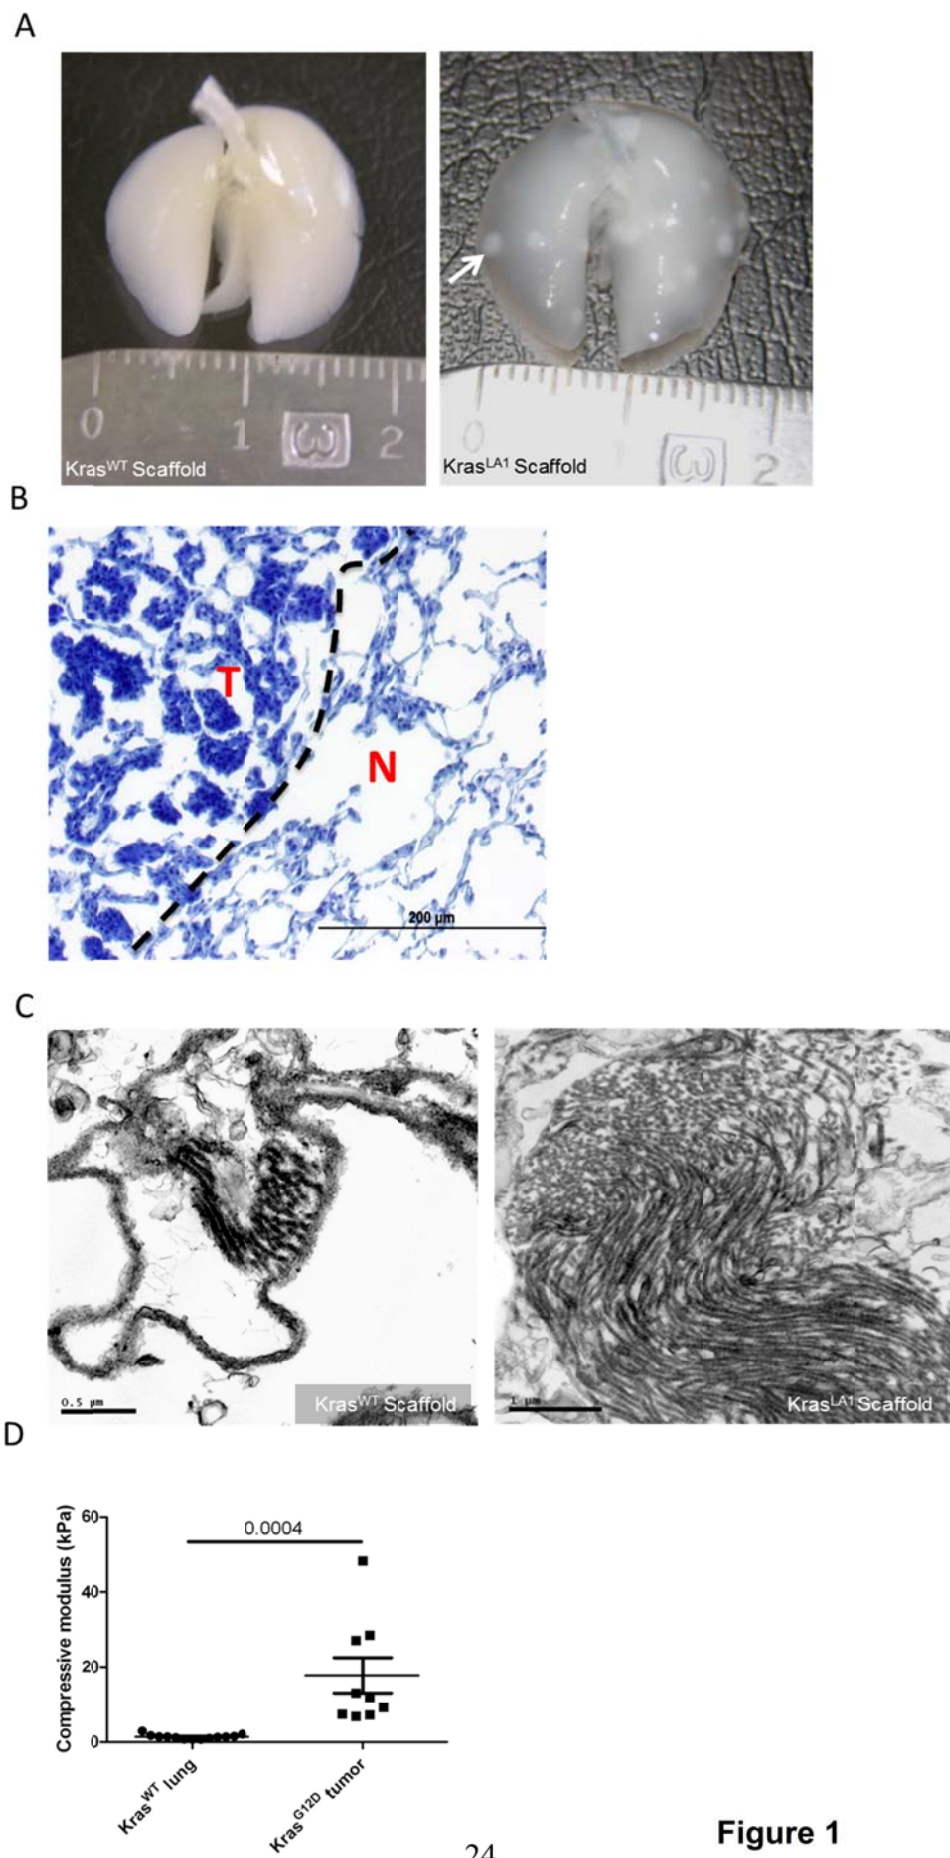 A
0 1 3 2
Kras^WT Scaffold
0 3 2
Kras^LA1 Scaffold
B
T
N
200 μm
C
0.5 μm
Kras^WT Scaffold
1 μm
Kras^LA1 Scaffold
D
Compressive modulus (kPa)
60
40
20
0
0.0004
Kras^WT lung
Kras^G12D tumor
24
Figure 1